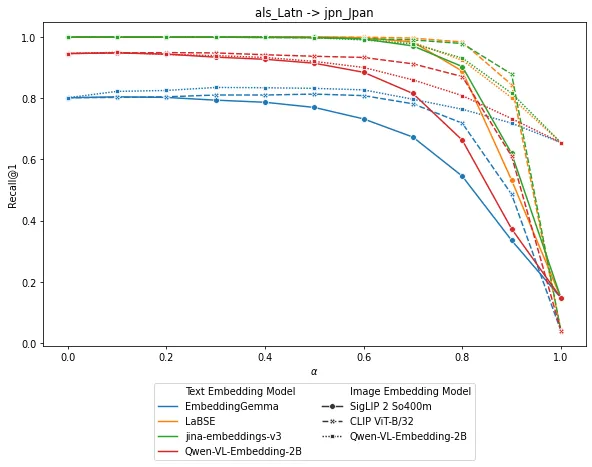 als_Latn -> jpn_Jpan
Recall@1
1.0
0.8
0.6
0.4
0.2
0.0
0.0 0.2 0.4 0.6 0.8 1.0
α
Text Embedding Model
EmbeddingGemma
LaBSE
jina-embeddings-v3
Qwen-VL-Embedding-2B
Image Embedding Model
SigLIP 2 So400m
CLIP ViT-B/32
Qwen-VL-Embedding-2B